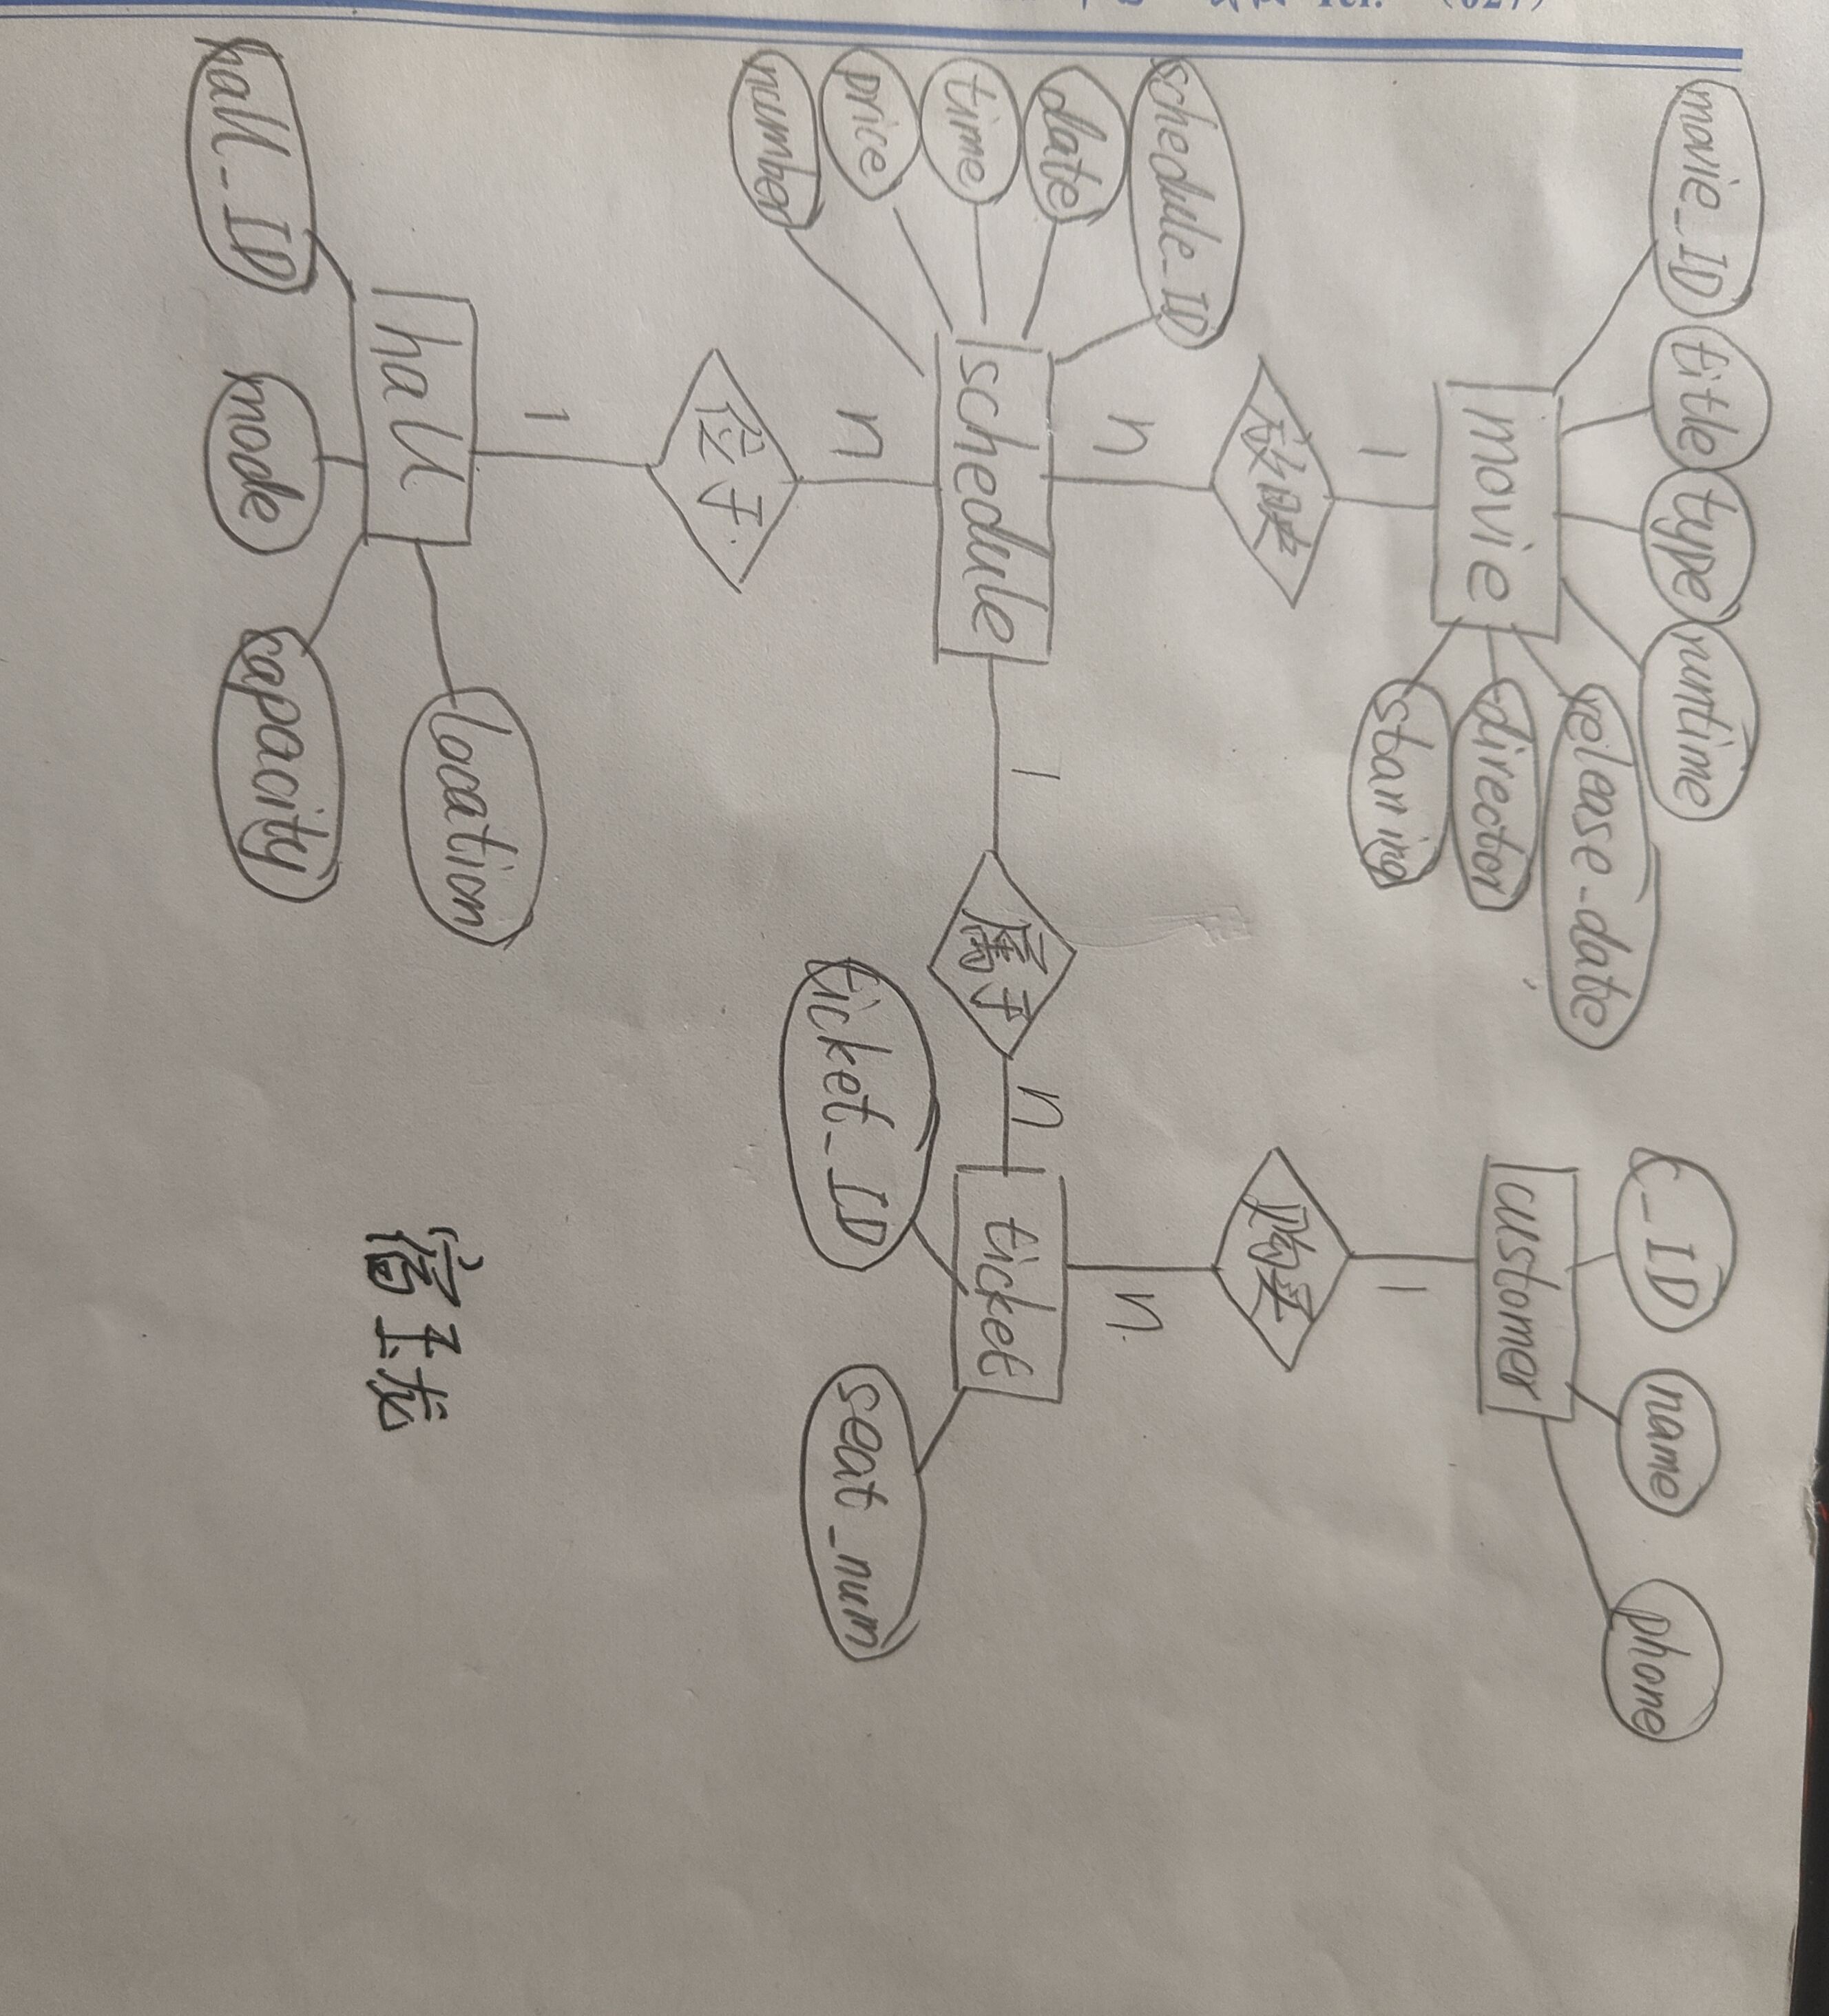 movie_ID
title
type
runtime
movie
release_date
director
staring
1
放映
n
schedule_ID
date
time
price
number
schedule
n
位于
1
hall
hall_ID
mode
capacity
location
1
属于
n
ticket
ticket_ID
seat_num
n
购买
1
customer
c_ID
name
phone
Tel:
(027)